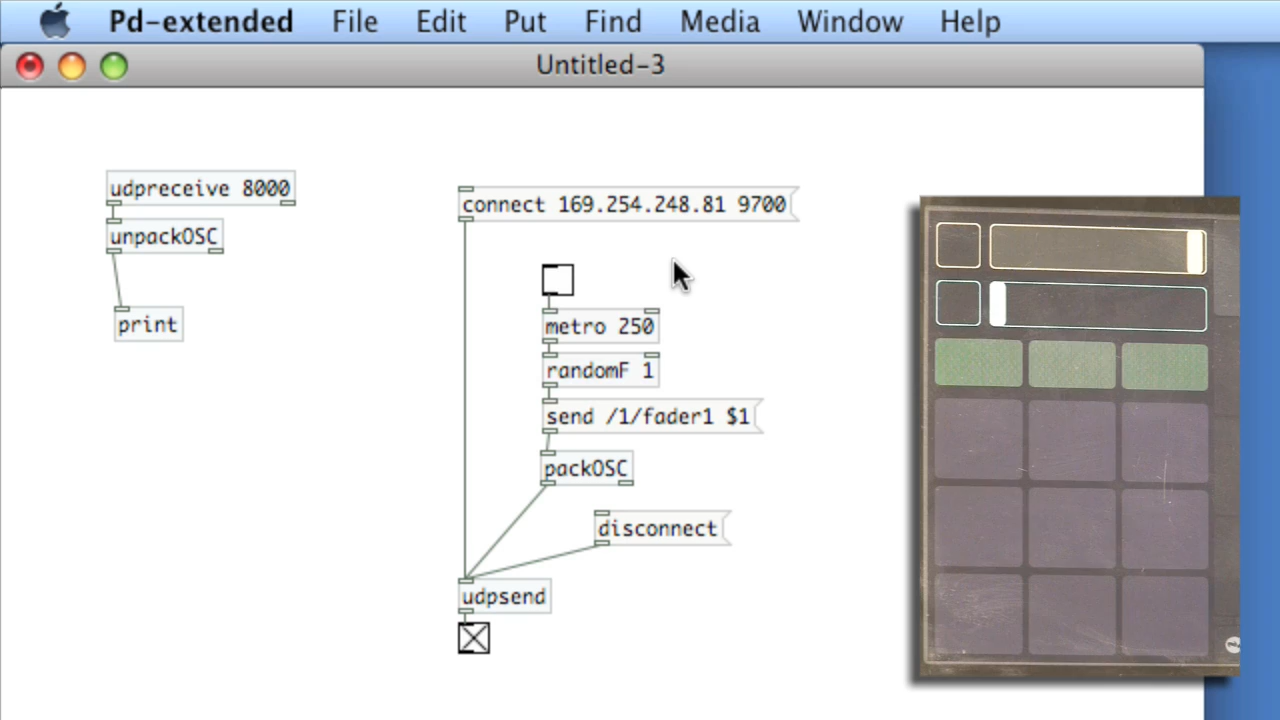 Pd-extended File Edit Put Find Media Window Help
Untitled-3
udpreceive 8000
unpackOSC
print
connect 169.254.248.81 9700
metro 250
randomF 1
send /1/fader1 $1
packOSC
disconnect
udpsend